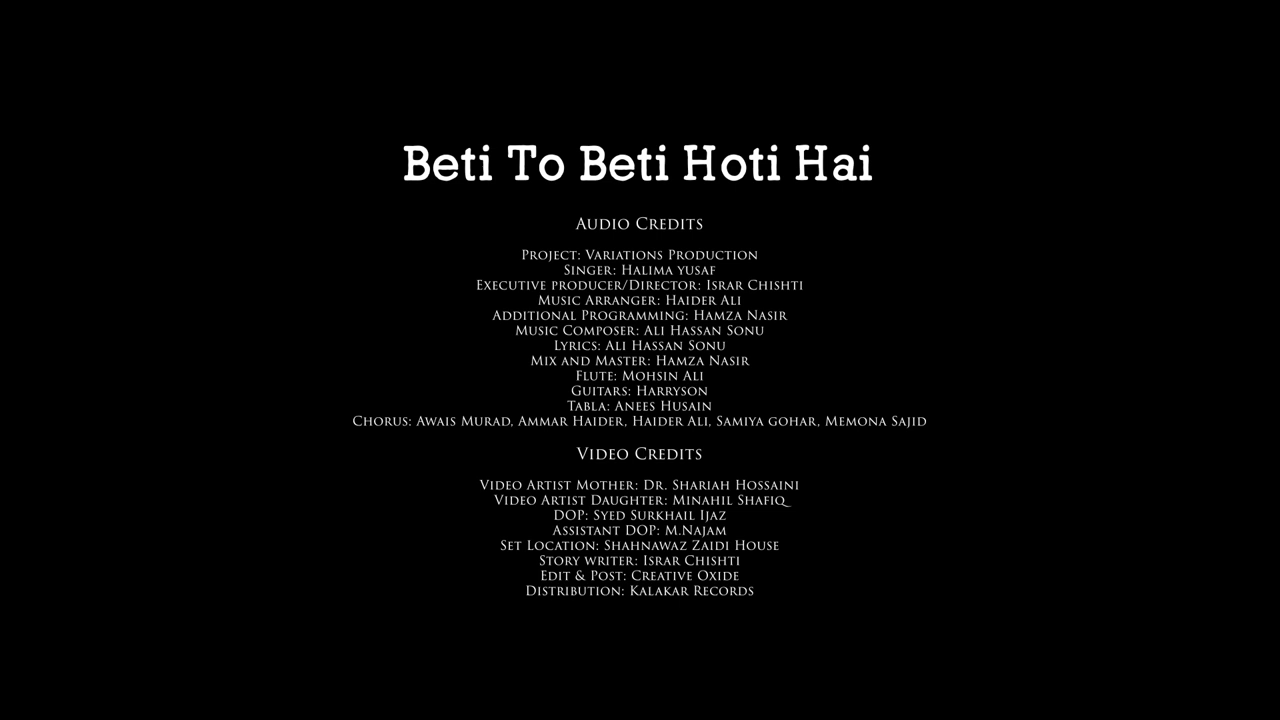 Beti To Beti Hoti Hai
Audio Credits
Project: Variations Production
Singer: Halima yusaf
Executive producer/Director: Israr Chishti
Music Arranger: Haider Ali
Additional Programming: Hamza Nasir
Music Composer: Ali Hassan Sonu
Lyrics: Ali Hassan Sonu
Mix and Master: Hamza Nasir
Flute: Mohsin Ali
Guitars: Harryson
Tabla: Anees Husain
Chorus: Awais Murad, Ammar Haider, Haider Ali, Samiya gohar, Memona Sajid
Video Credits
Video Artist Mother: Dr. Shariah Hossaini
Video Artist Daughter: Minahil Shafiq
DOP: Syed Surkhail Ijaz
Assistant DOP: M.Najam
Set Location: Shahnawaz Zaidi House
Story writer: Israr Chishti
Edit & Post: Creative Oxide
Distribution: Kalakar Records